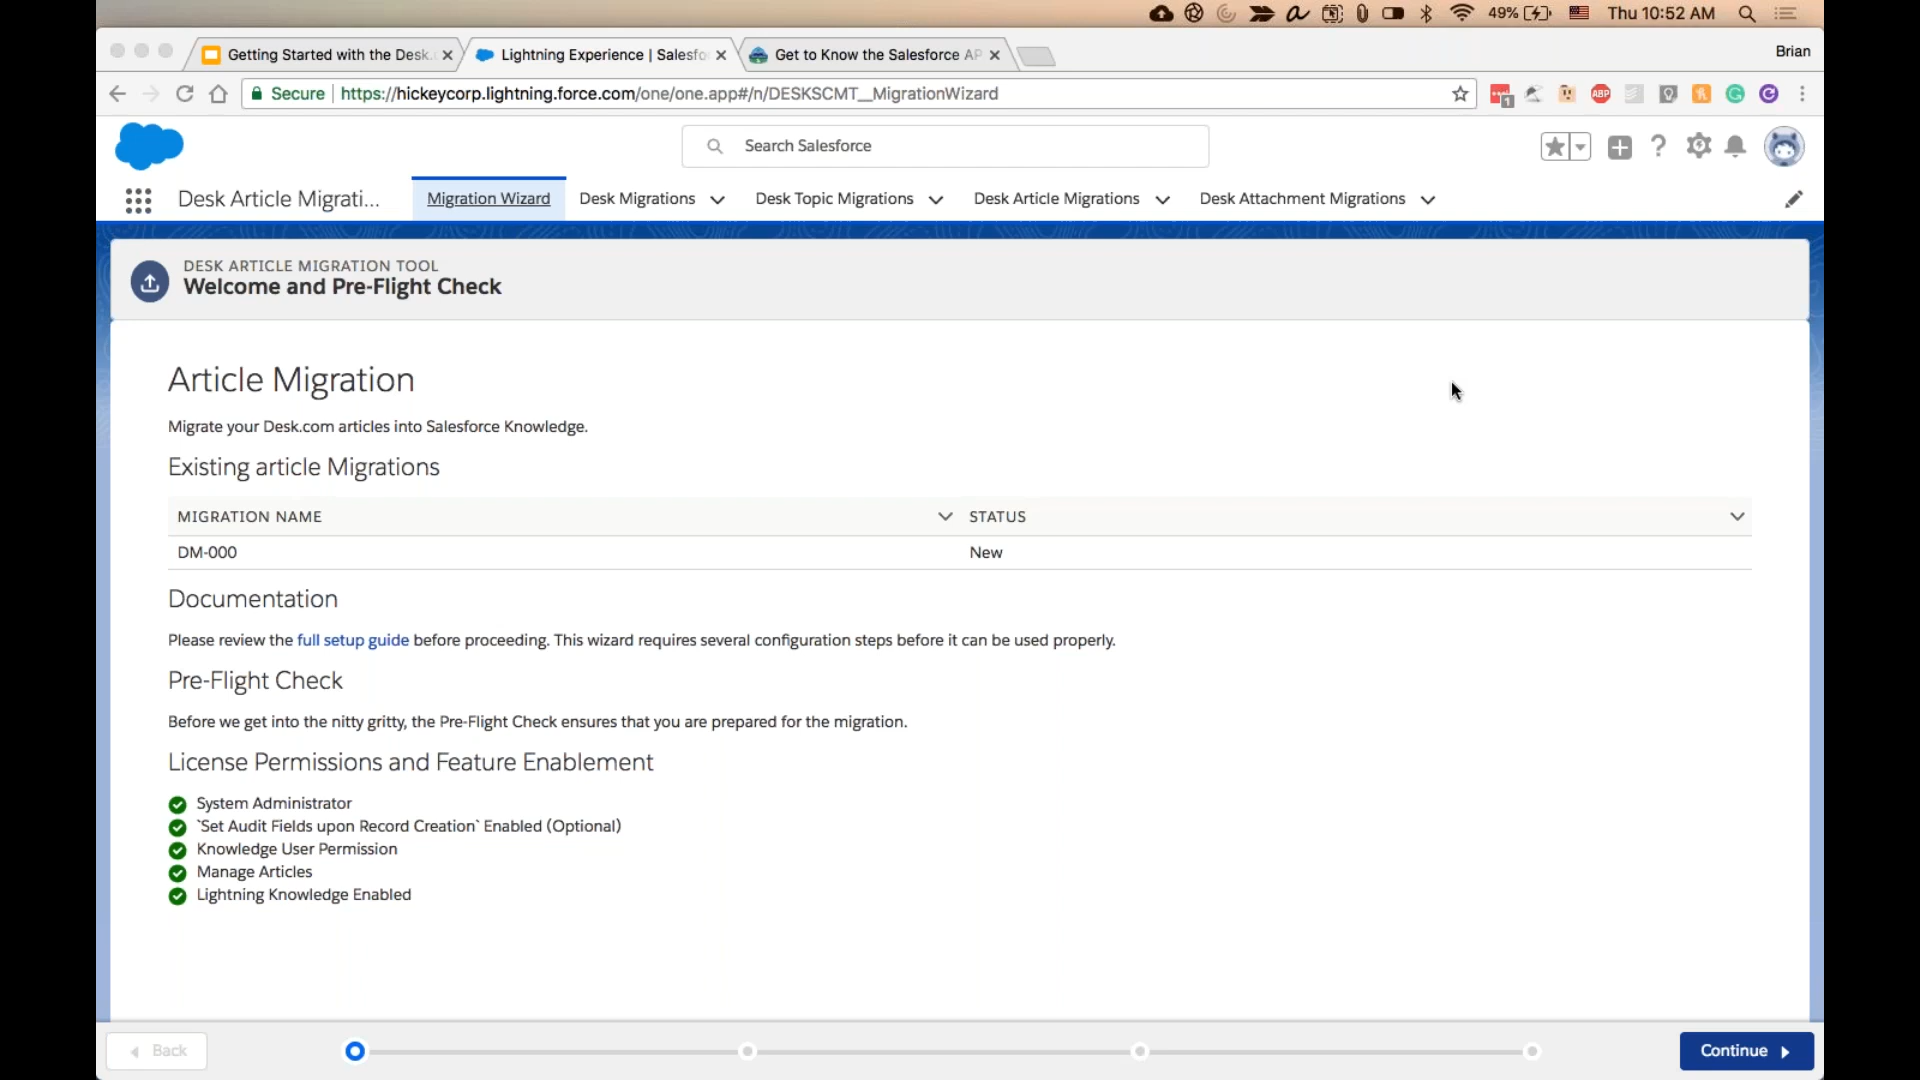 49%
Thu 10:52 AM
Getting Started with the Desk.
Lightning Experience | Salesfo
Get to Know the Salesforce AP
Brian
Secure
https://hickeycorp.lightning.force.com/one/one.app#/n/DESKSCMT__MigrationWizard
1
ABP
Search Salesforce
Desk Article Migrati...
Migration Wizard
Desk Migrations
Desk Topic Migrations
Desk Article Migrations
Desk Attachment Migrations
DESK ARTICLE MIGRATION TOOL
Welcome and Pre-Flight Check
Article Migration
Migrate your Desk.com articles into Salesforce Knowledge.
Existing article Migrations
MIGRATION NAME
STATUS
DM-000
New
Documentation
Please review the full setup guide before proceeding. This wizard requires several configuration steps before it can be used properly.
Pre-Flight Check
Before we get into the nitty gritty, the Pre-Flight Check ensures that you are prepared for the migration.
License Permissions and Feature Enablement
System Administrator
`Set Audit Fields upon Record Creation` Enabled (Optional)
Knowledge User Permission
Manage Articles
Lightning Knowledge Enabled
Back
Continue